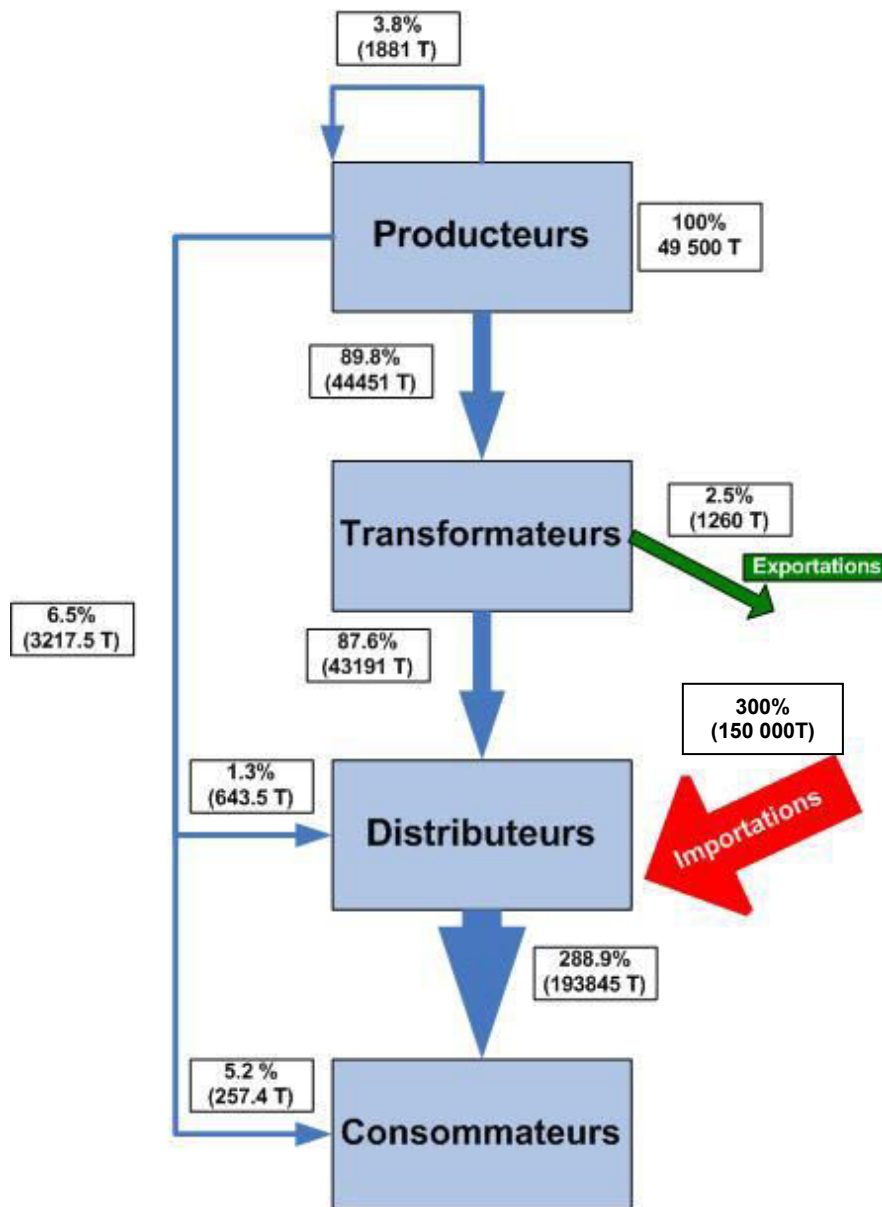 3.8%
(1881 T)
Producteurs
100%
49 500 T
89.8%
(44451 T)
Transformateurs
2.5%
(1260 T)
Exportations
6.5%
(3217.5 T)
87.6%
(43191 T)
300%
(150 000T)
Importations
1.3%
(643.5 T)
Distributeurs
288.9%
(193845 T)
5.2 %
(257.4 T)
Consommateurs